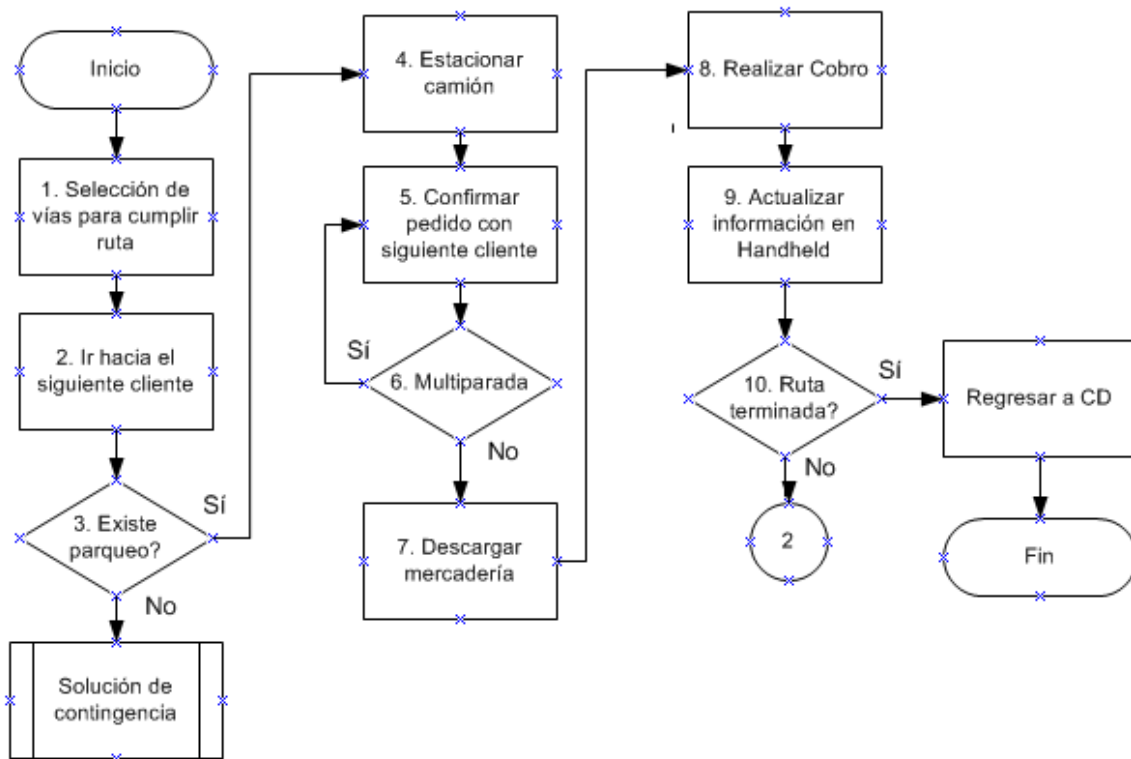 Inicio
1. Selección de
vías para cumplir
ruta
2. Ir hacia el
siguiente cliente
3. Existe
parqueo?
Sí
No
Solución de
contingencia
4. Estacionar
camión
5. Confirmar
pedido con
siguiente cliente
Sí
6. Multiparada
No
7. Descargar
mercadería
8. Realizar Cobro
9. Actualizar
información en
Handheld
10. Ruta
terminada?
Sí
No
2
Regresar a CD
Fin